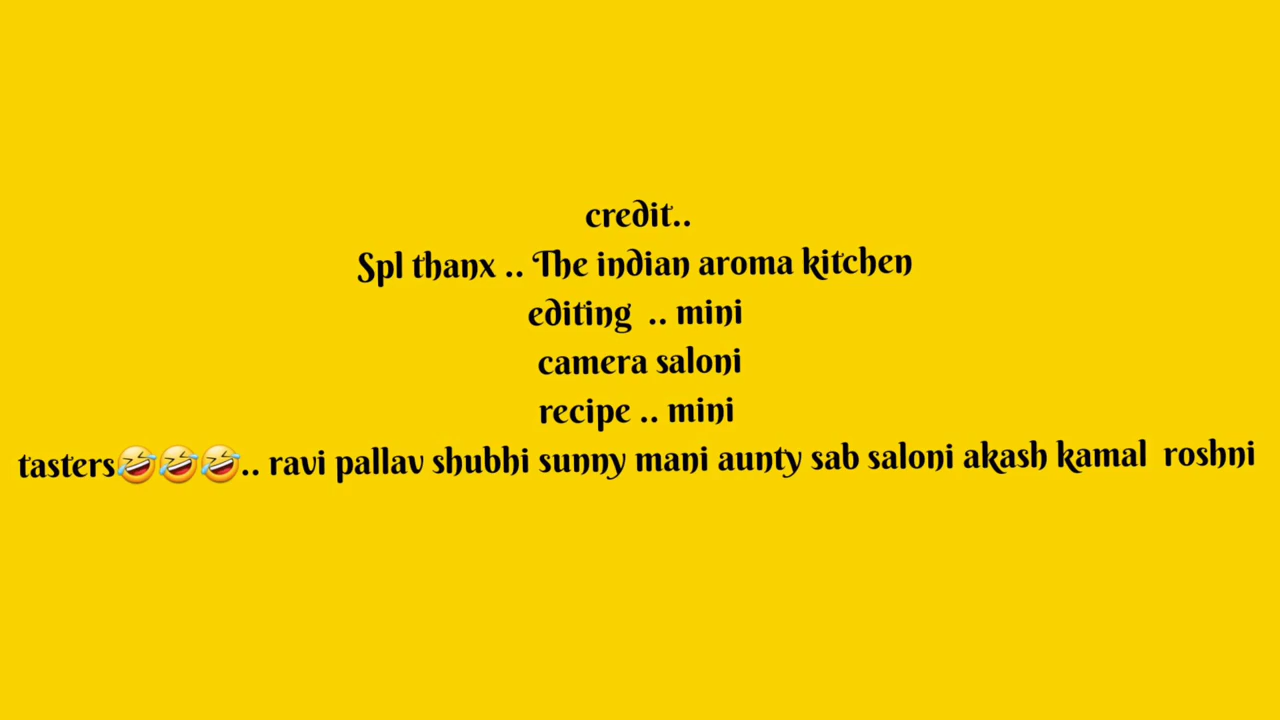 credit..
Spl thanx .. The indian aroma kitchen
editing .. mini
camera saloni
recipe .. mini
tasters🤣🤣🤣.. ravi pallav shubhi sunny mani aunty sab saloni akash kamal roshni